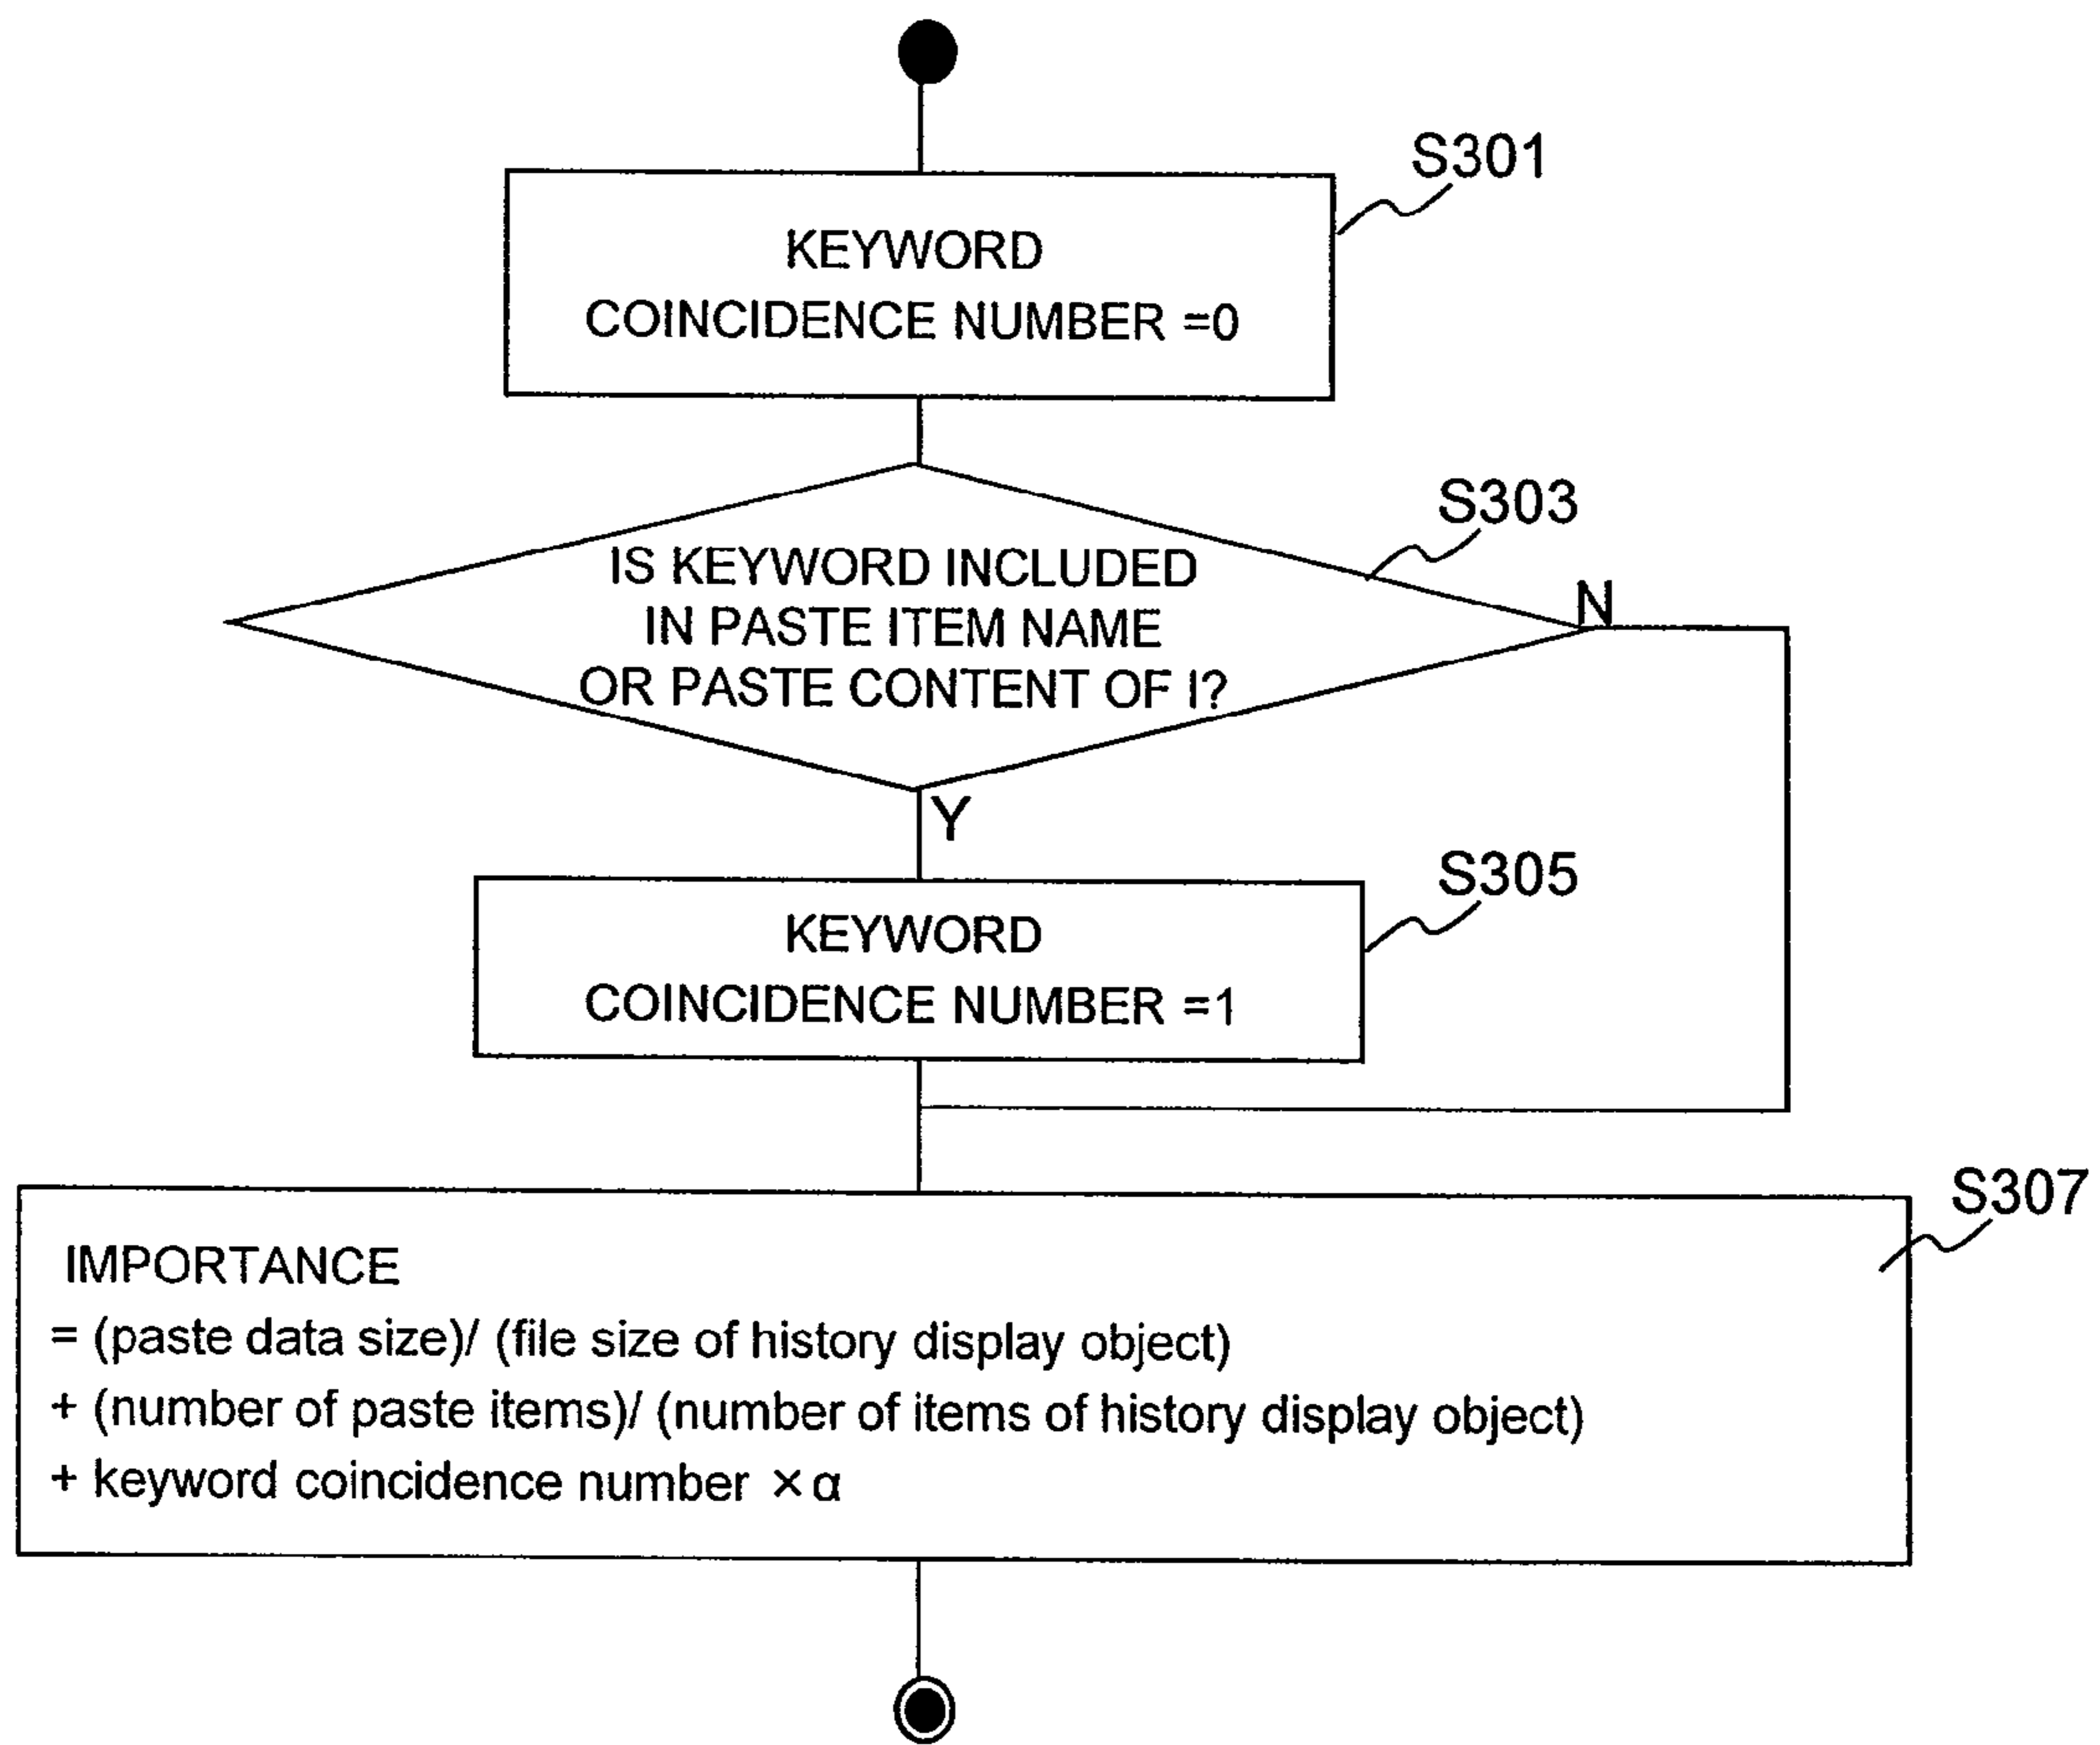 S301
KEYWORD
COINCIDENCE NUMBER =0
S303
IS KEYWORD INCLUDED
IN PASTE ITEM NAME
OR PASTE CONTENT OF I?
N
Y
S305
KEYWORD
COINCIDENCE NUMBER =1
S307
IMPORTANCE
= (paste data size)/ (file size of history display object)
+ (number of paste items)/ (number of items of history display object)
+ keyword coincidence number ×α